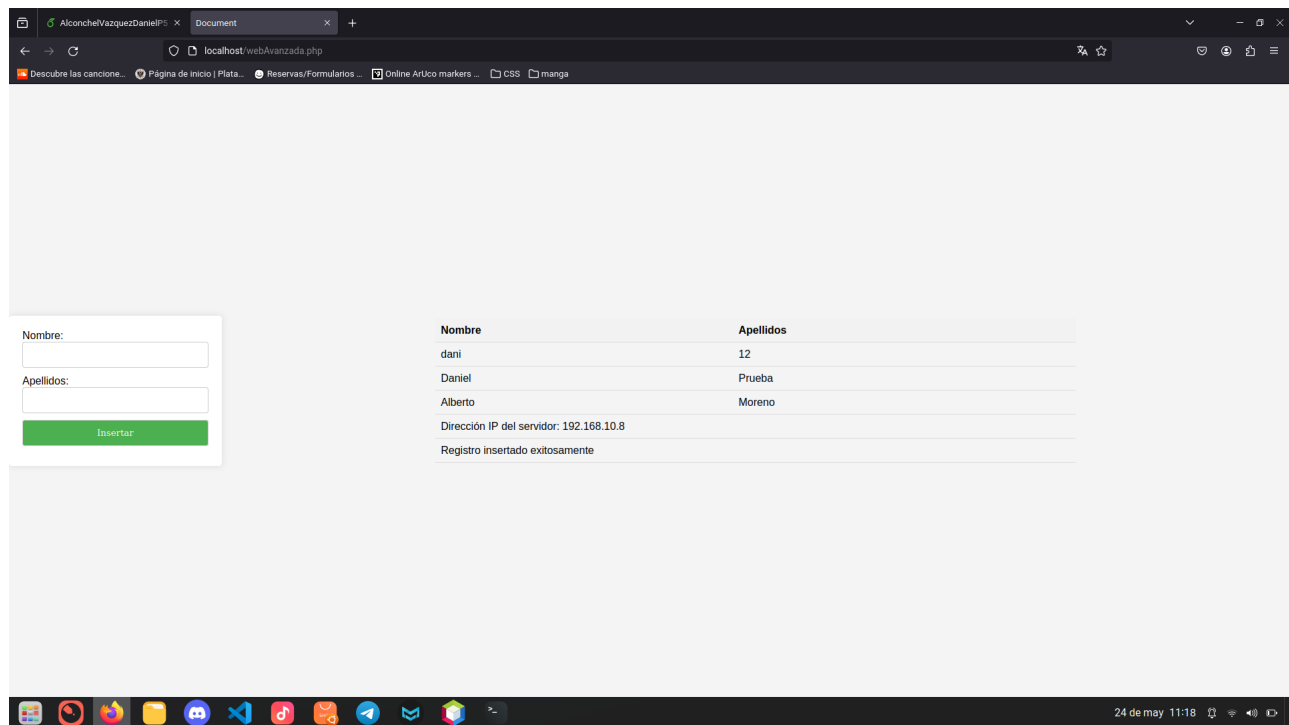 AlconchelVazquezDanielPS
Document
localhost/webAvanzada.php
Descubre las cancione… Página de inicio | Plata… Reservas/Formularios … Online ArUco markers … CSS manga
Nombre:
Apellidos:
Insertar
Nombre Apellidos
dani 12
Daniel Prueba
Alberto Moreno
Dirección IP del servidor: 192.168.10.8
Registro insertado exitosamente
24 de may 11:18